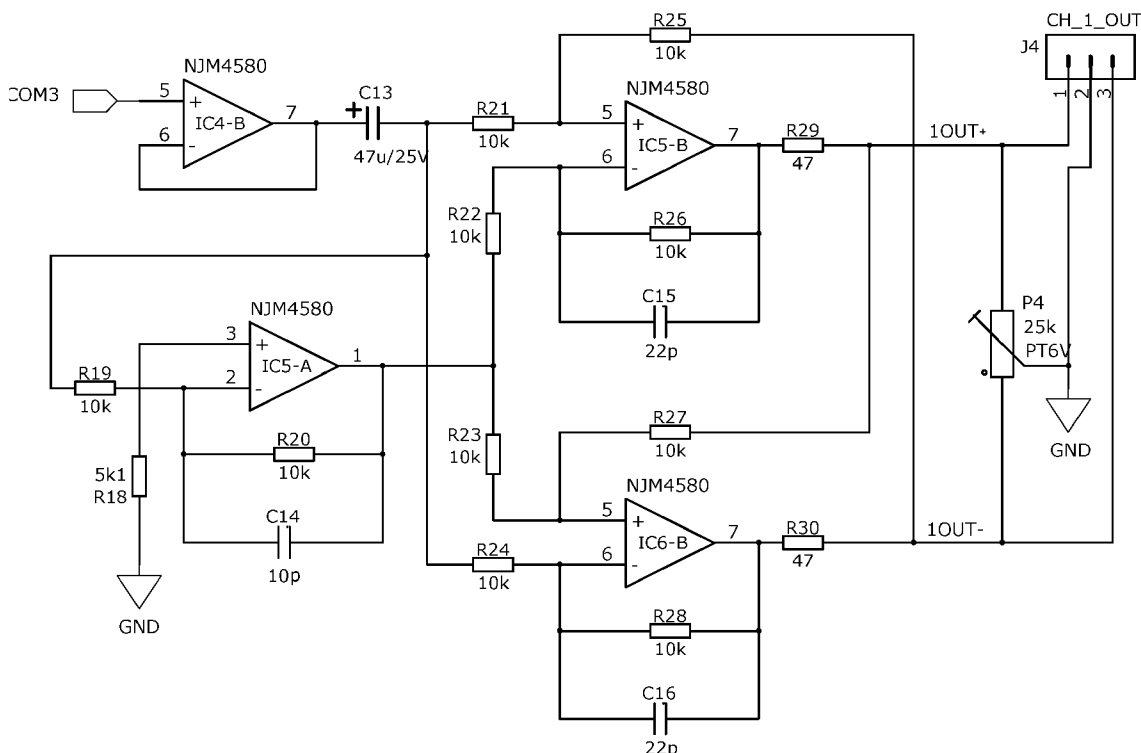 R25
10k
CH_1_OUT
J4
1
2
3
NJM4580
COM3
5
+
6
-
IC4-B
7
+
C13
47u/25V
R21
10k
NJM4580
5
+
6
-
IC5-B
7
R29
47
1OUT+
R22
10k
R26
10k
C15
22p
NJM4580
3
+
2
-
IC5-A
1
R19
10k
P4
25k
PT6V
GND
R20
10k
5k1
R18
C14
10p
GND
R23
10k
R27
10k
NJM4580
5
+
6
-
IC6-B
7
R30
47
1OUT-
R24
10k
R28
10k
C16
22p